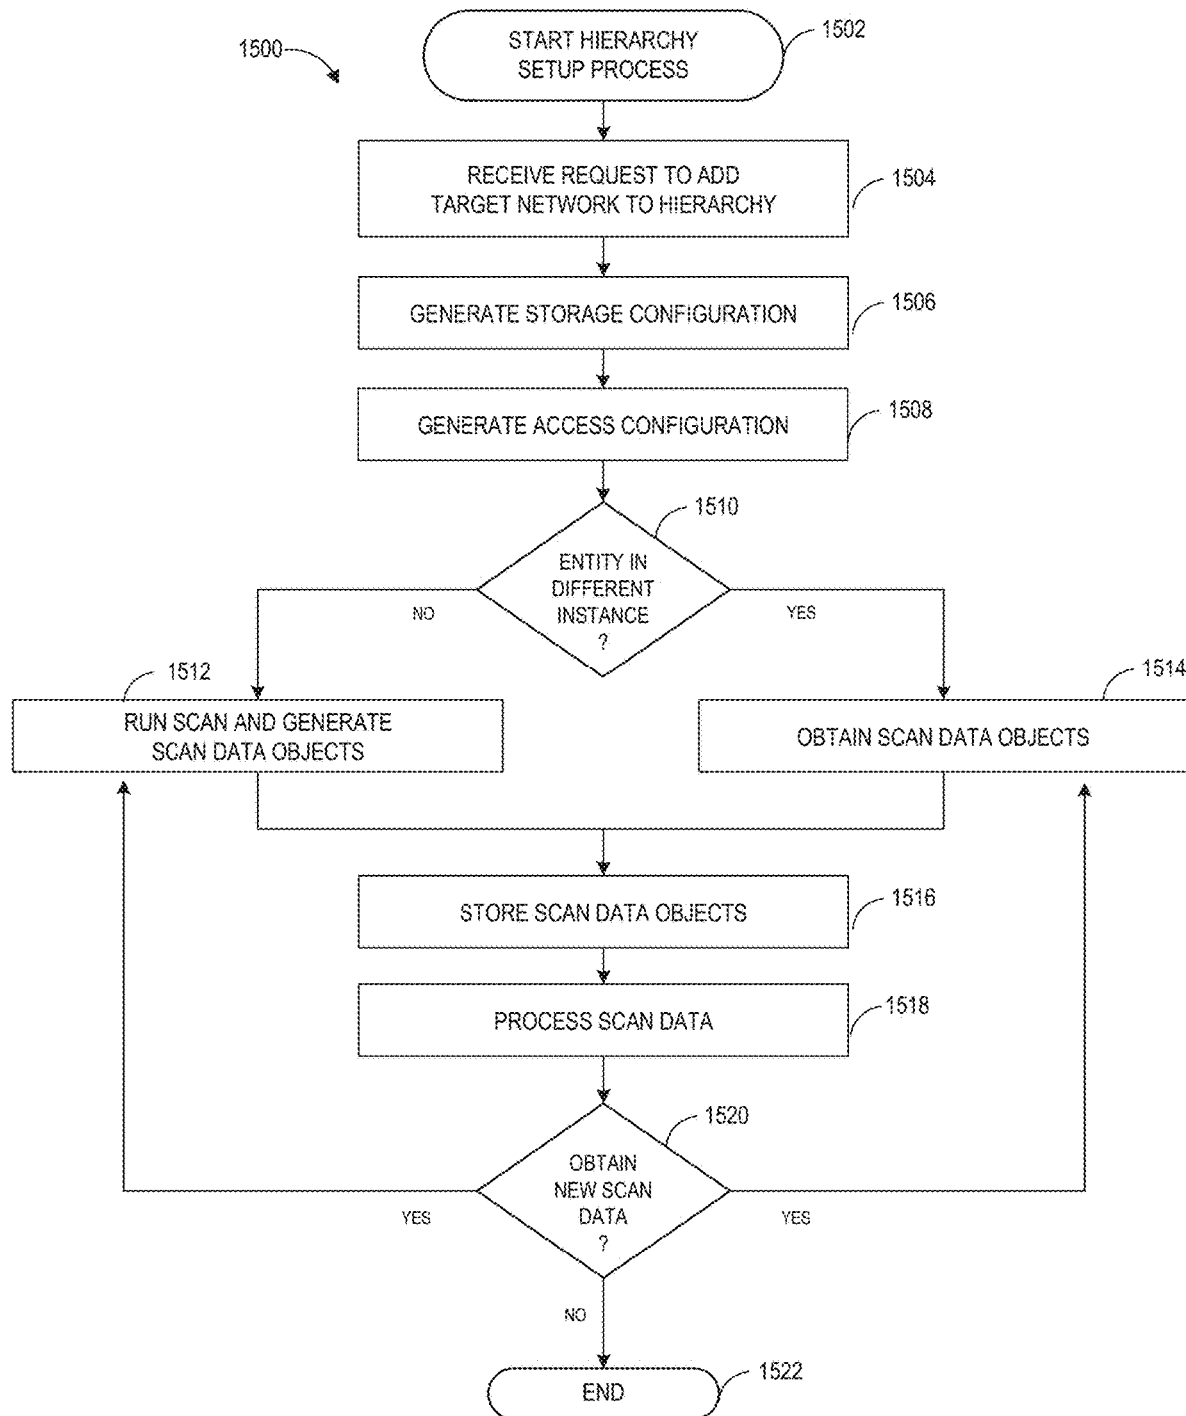 1500
START HIERARCHY
SETUP PROCESS
1502
RECEIVE REQUEST TO ADD
TARGET NETWORK TO HIERARCHY
1504
GENERATE STORAGE CONFIGURATION
1506
GENERATE ACCESS CONFIGURATION
1508
1510
ENTITY IN
DIFFERENT
INSTANCE
?
NO
YES
1512
RUN SCAN AND GENERATE
SCAN DATA OBJECTS
1514
OBTAIN SCAN DATA OBJECTS
STORE SCAN DATA OBJECTS
1516
PROCESS SCAN DATA
1518
1520
OBTAIN
NEW SCAN
DATA
?
YES
YES
NO
END
1522